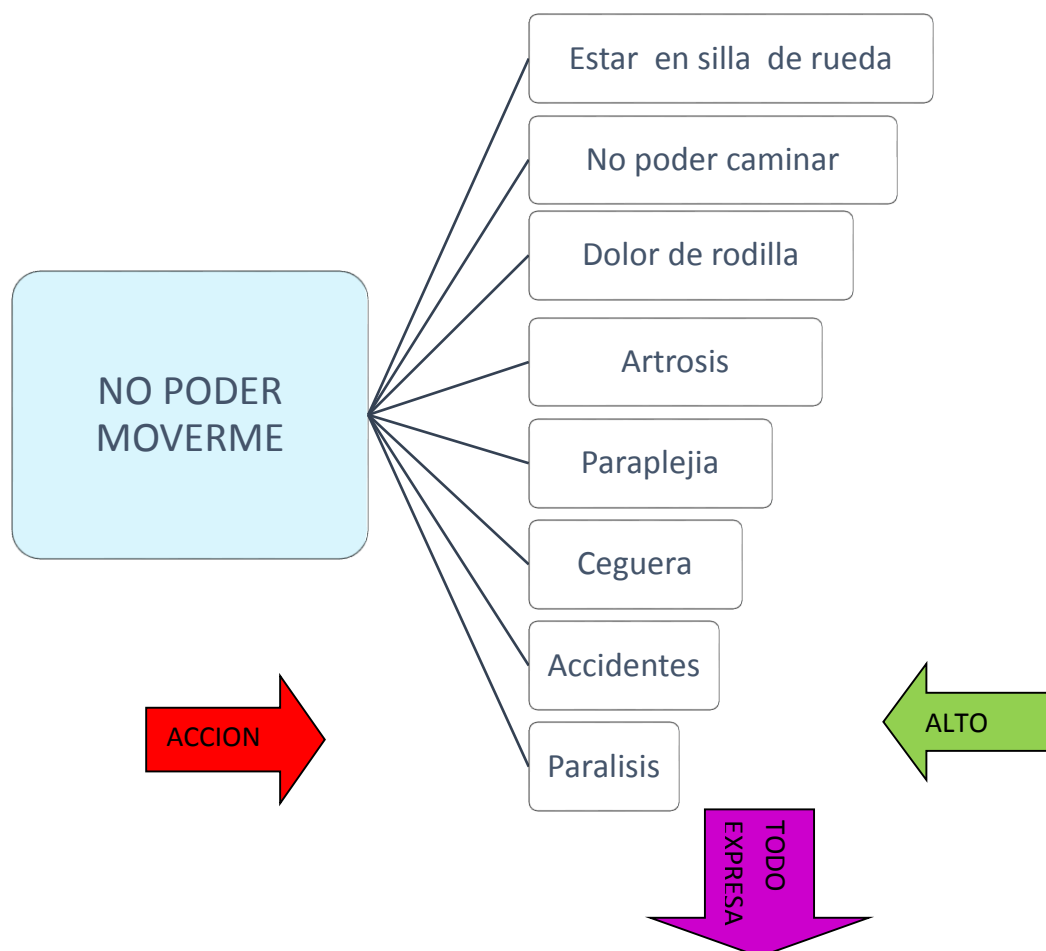 Estar en silla de rueda
No poder caminar
Dolor de rodilla
NO PODER
MOVERME
Artrosis
Paraplejia
Ceguera
Accidentes
ACCION
ALTO
Paralisis
TODO
EXPRESA